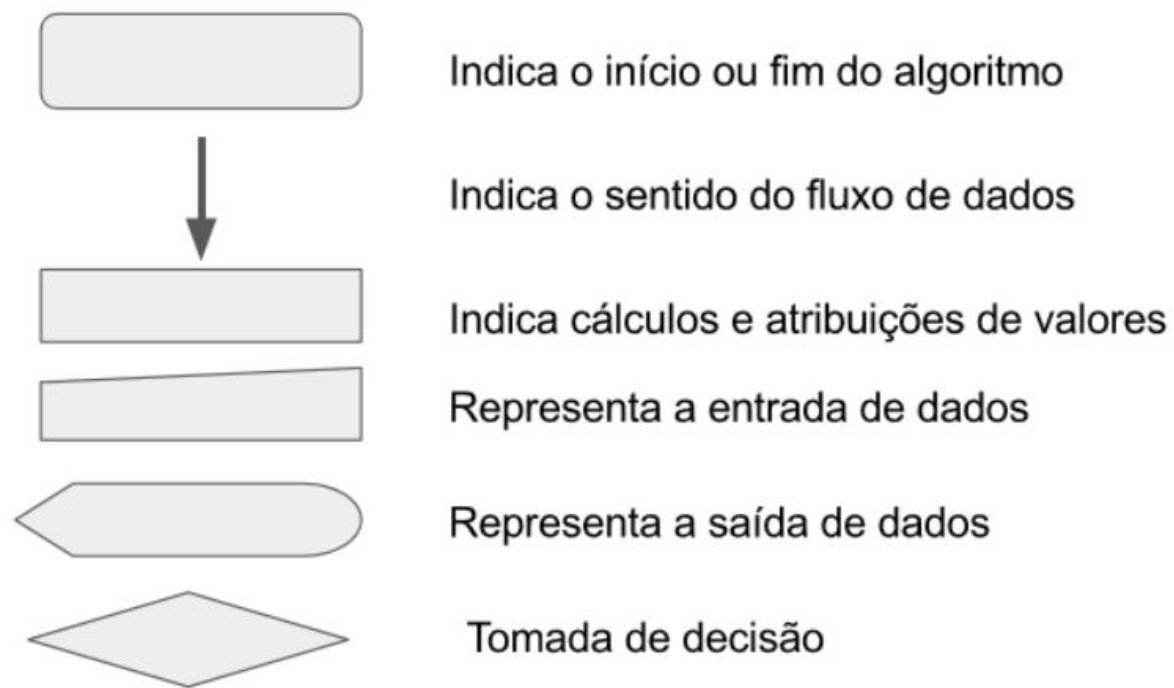 Indica o início ou fim do algoritmo
Indica o sentido do fluxo de dados
Indica cálculos e atribuições de valores
Representa a entrada de dados
Representa a saída de dados
Tomada de decisão